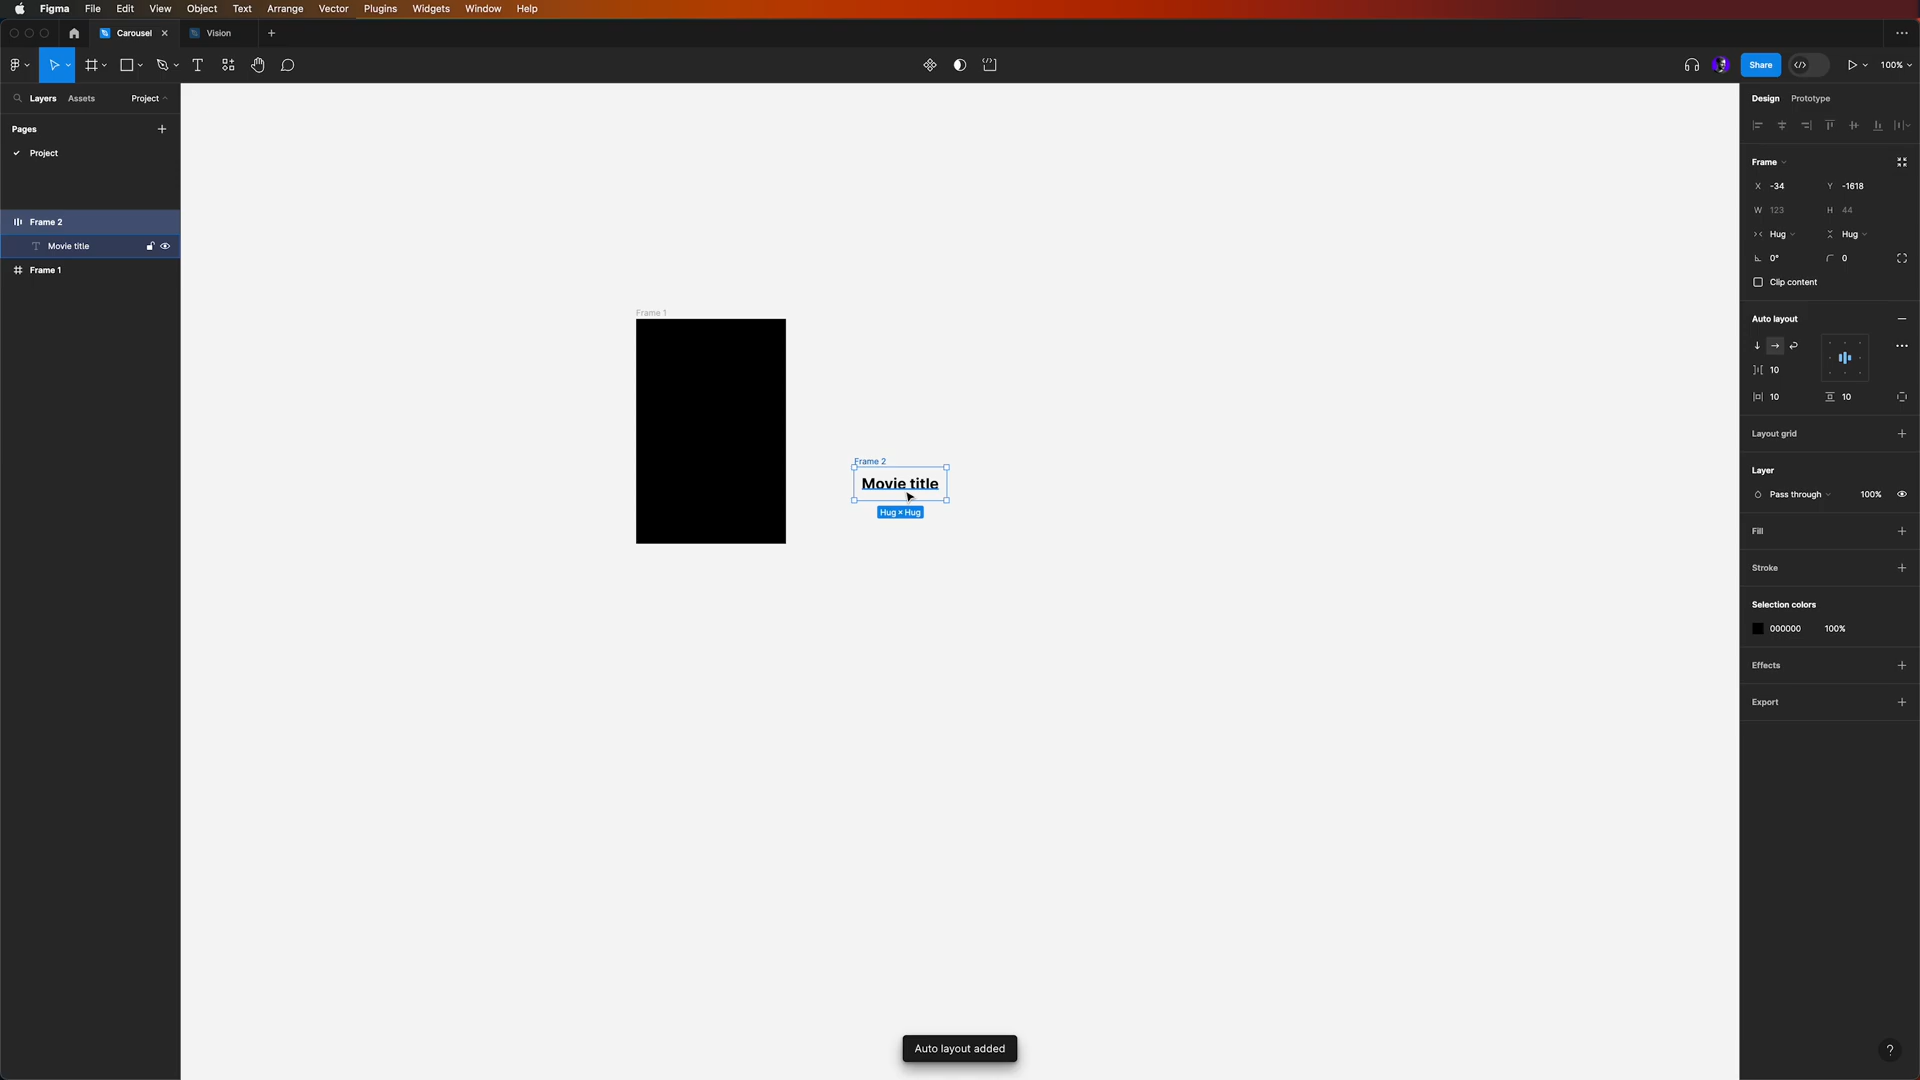 Figma File Edit View Object Text Arrange Vector Plugins Widgets Window Help
Carousel Vision
Share 100%
Layers Assets Project
Pages
Project
Frame 2
Movie title
Frame 1
Frame 1
Frame 2
Movie title
Hug × Hug
Auto layout added
Design Prototype
Frame
X -34 Y -1618
W 123 H 44
Hug Hug
0° 0
Clip content
Auto layout
10
10 10
Layout grid
Layer
Pass through 100%
Fill
Stroke
Selection colors
000000 100%
Effects
Export
?